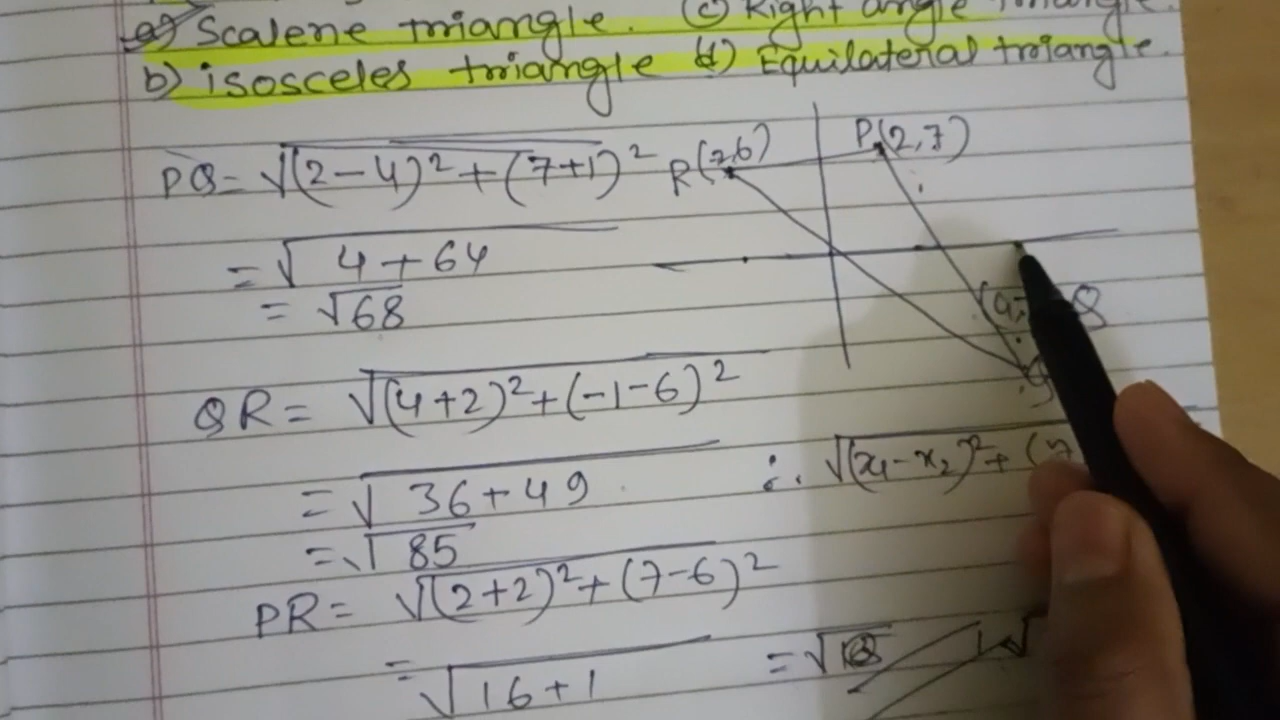 a) Scalene triangle. (c) Right angle triangle.
b) isosceles triangle (d) Equilateral triangle.
PQ = √(2-4)² + (7+1)²
R(-2,6)
P(2,7)
= √4+64
= √68
Q
QR = √(4+2)² + (-1-6)²
= √36+49
∴ √(x₁-x₂)² + (
= √85
PR = √(2+2)² + (7-6)²
= √16+1